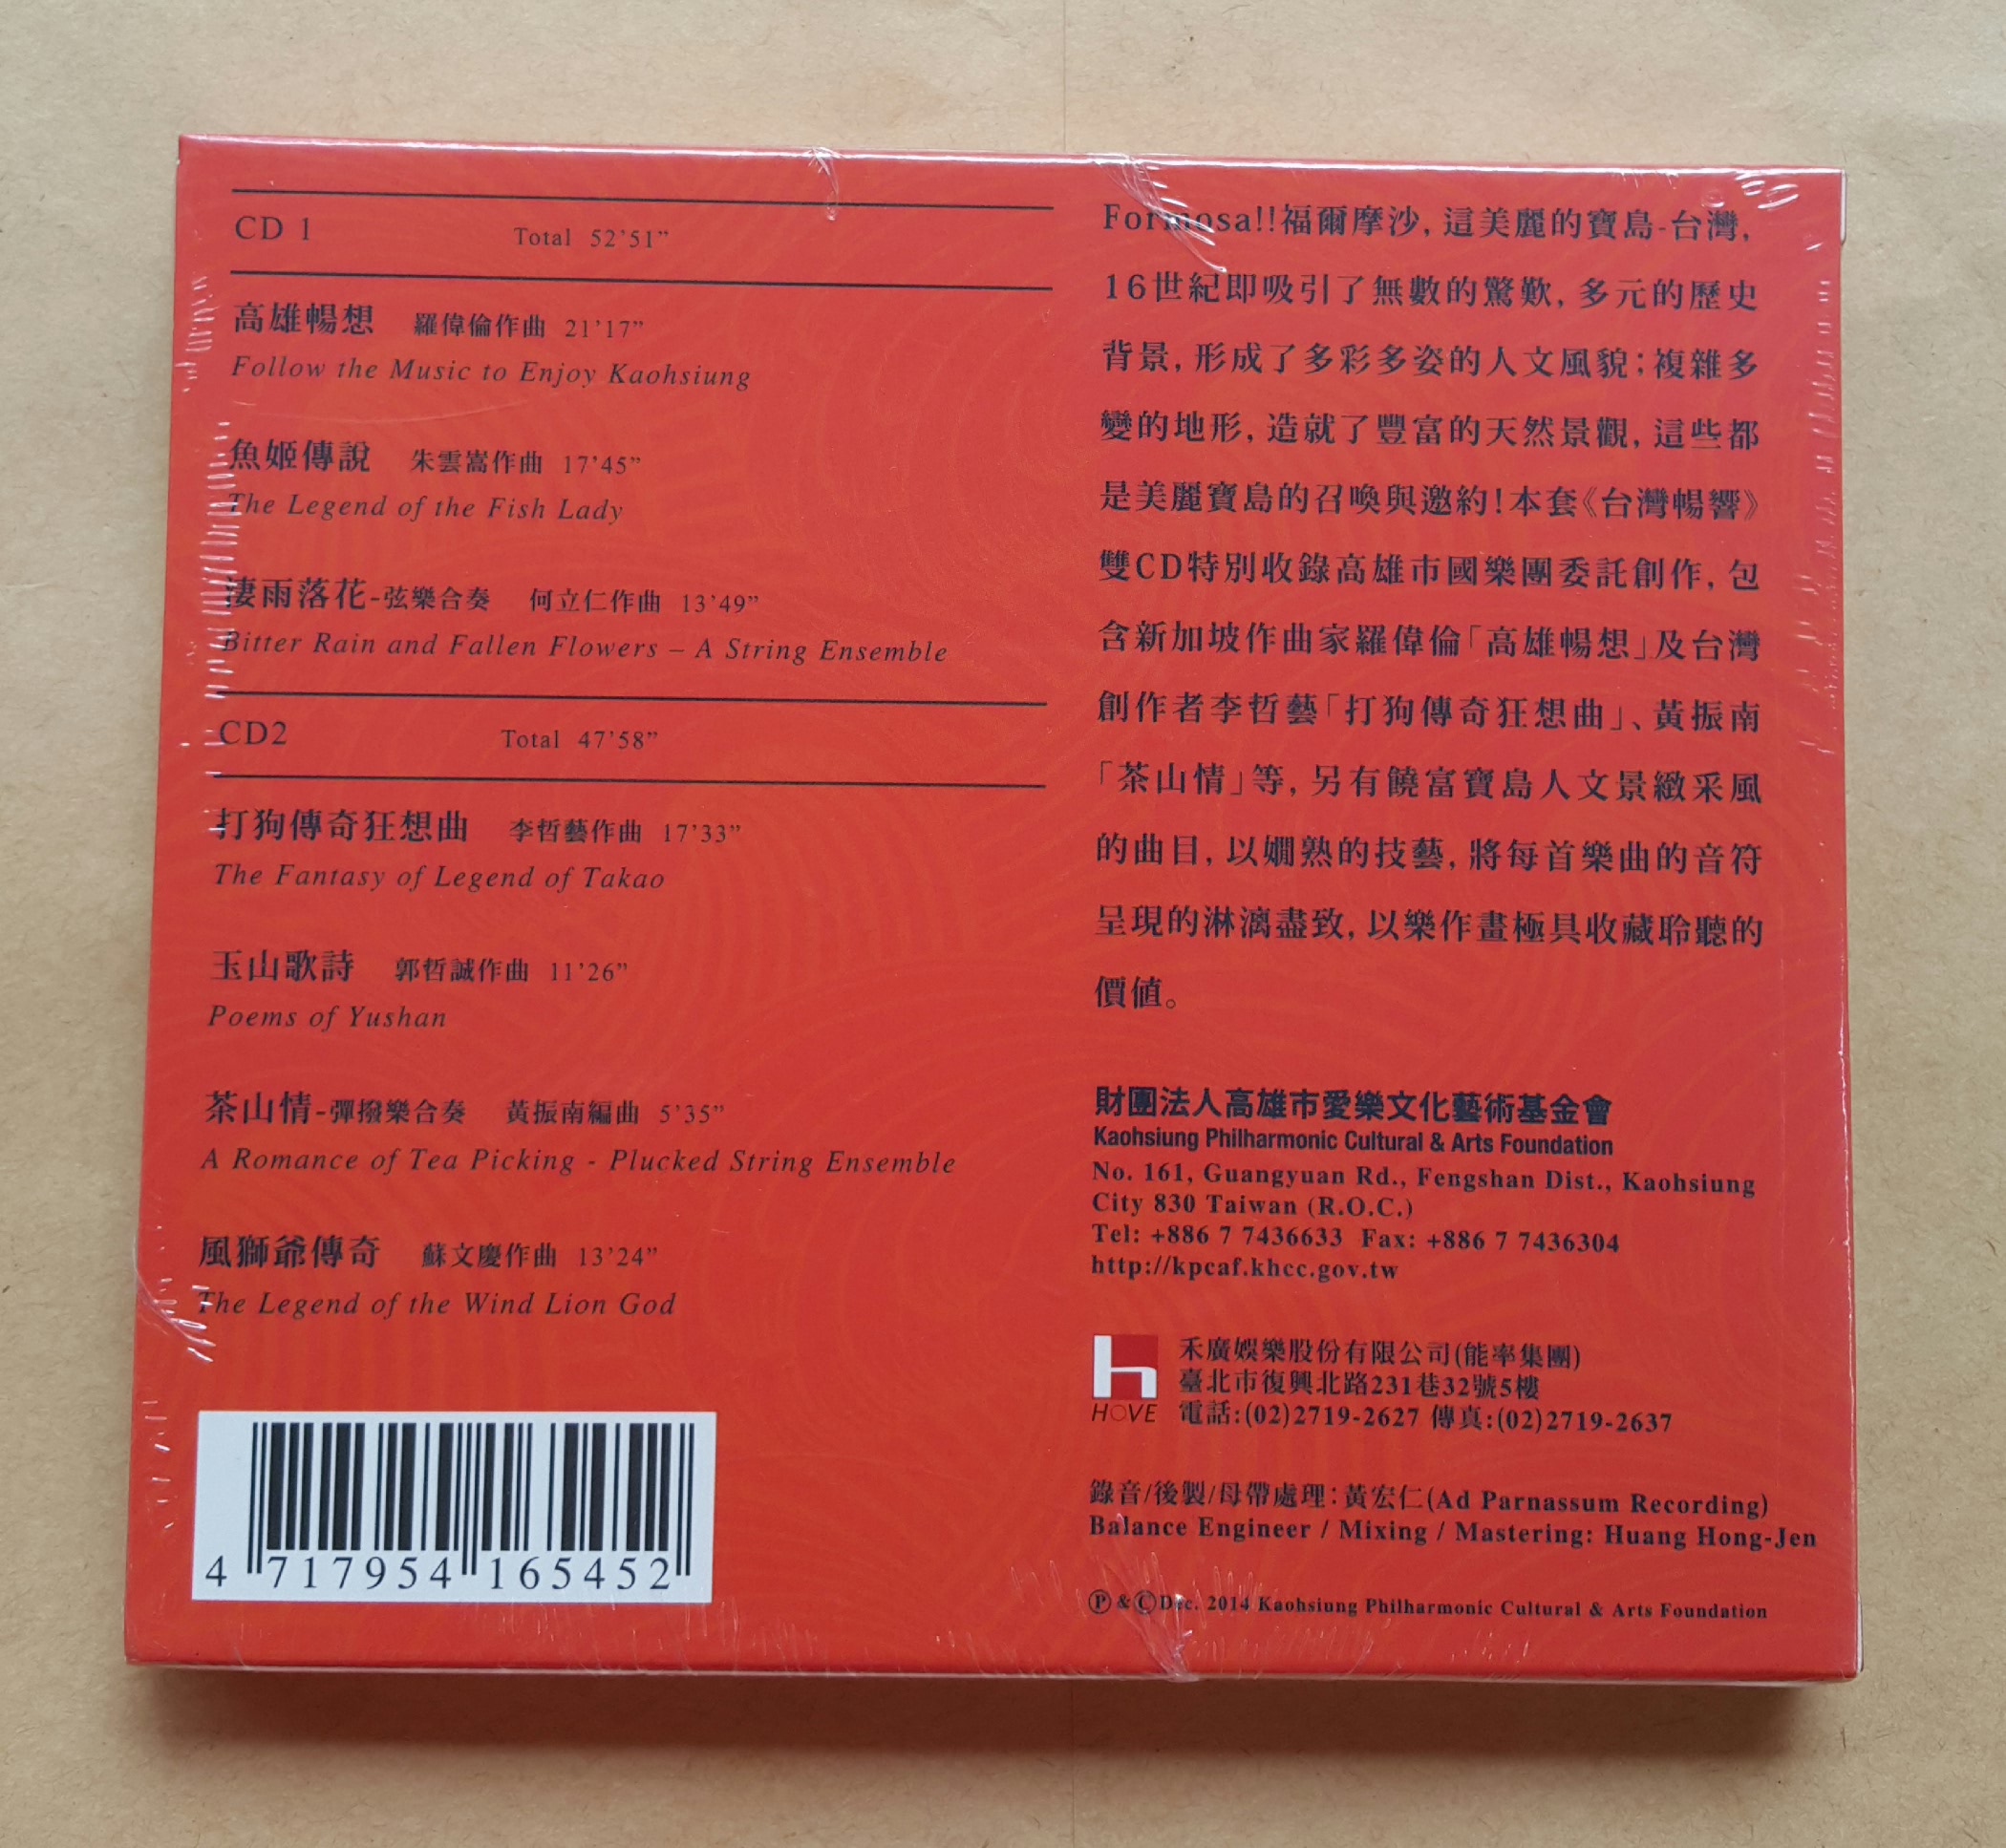 CD 1 Total 52’51”
高雄暢想 羅偉倫作曲 21’17”
Follow the Music to Enjoy Kaohsiung
魚姬傳說 朱雲嵩作曲 17’45”
The Legend of the Fish Lady
淒雨落花-弦樂合奏 何立仁作曲 13’49”
Bitter Rain and Fallen Flowers – A String Ensemble
CD2 Total 47’58”
打狗傳奇狂想曲 李哲藝作曲 17’33”
The Fantasy of Legend of Takao
玉山歌詩 郭哲誠作曲 11’26”
Poems of Yushan
茶山情-彈撥樂合奏 黃振南編曲 5’35”
A Romance of Tea Picking - Plucked String Ensemble
風獅爺傳奇 蘇文慶作曲 13’24”
The Legend of the Wind Lion God
4 717954 165452
Formosa!!福爾摩沙,這美麗的寶島-台灣,
16世紀即吸引了無數的驚歎,多元的歷史
背景,形成了多彩多姿的人文風貌;複雜多
變的地形,造就了豐富的天然景觀,這些都
是美麗寶島的召喚與邀約!本套《台灣暢響》
雙CD特別收錄高雄市國樂團委託創作,包
含新加坡作曲家羅偉倫「高雄暢想」及台灣
創作者李哲藝「打狗傳奇狂想曲」、黃振南
「茶山情」等,另有饒富寶島人文景緻采風
的曲目,以嫻熟的技藝,將每首樂曲的音符
呈現的淋漓盡致,以樂作畫極具收藏聆聽的
價值。
財團法人高雄市愛樂文化藝術基金會
Kaohsiung Philharmonic Cultural & Arts Foundation
No. 161, Guangyuan Rd., Fengshan Dist., Kaohsiung
City 830 Taiwan (R.O.C.)
Tel: +886 7 7436633 Fax: +886 7 7436304
http://kpcaf.khcc.gov.tw
HOVE
禾廣娛樂股份有限公司(能率集團)
臺北市復興北路231巷32號5樓
電話:(02)2719-2627 傳真:(02)2719-2637
錄音/後製/母帶處理:黃宏仁(Ad Parnassum Recording)
Balance Engineer / Mixing / Mastering: Huang Hong-Jen
Ⓟ&ⒸDec. 2014 Kaohsiung Philharmonic Cultural & Arts Foundation